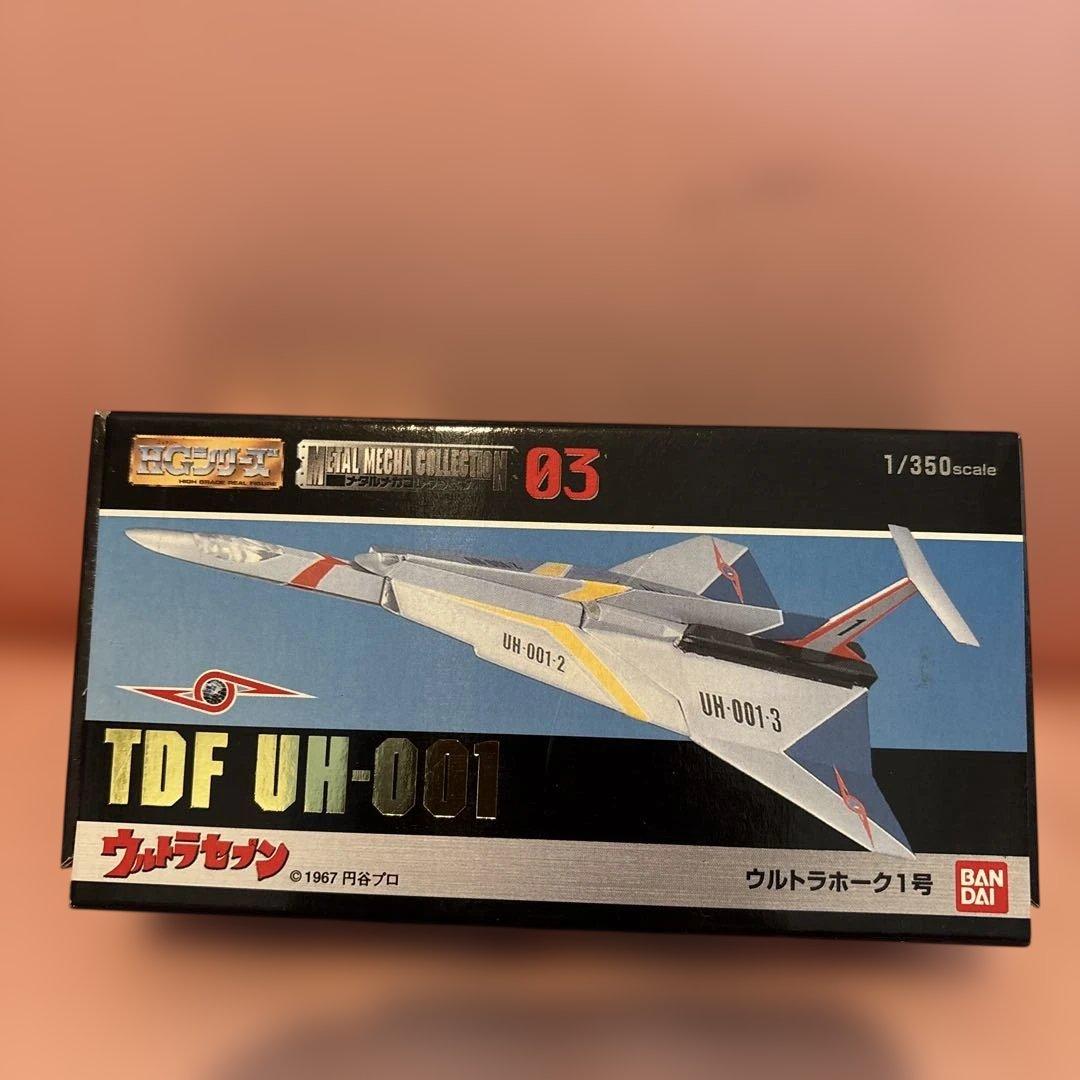 HGシリーズ
HIGH GRADE REAL FIGURE
METAL MECHA COLLECTION
メタルメカコレクション
03
1/350scale
UH-001-2
1
UH-001-3
TDF UH-001
ウルトラセブン
©1967 円谷プロ
ウルトラホーク1号
BAN
DAI